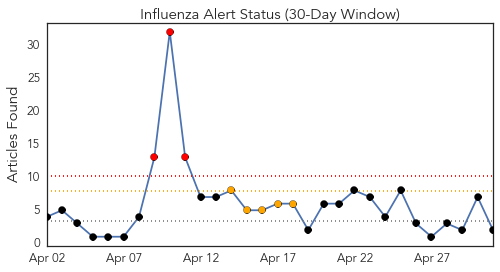 Influenza Alert Status (30-Day Window)
Articles Found
30
25
20
15
10
5
0
Apr 02
Apr 07
Apr 12
Apr 17
Apr 22
Apr 27